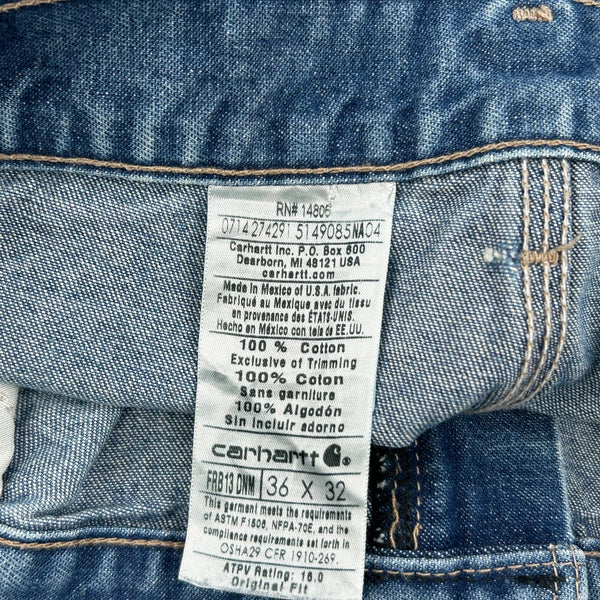 RN# 14806
0714274291 5149085NA04
Carhartt Inc. P.O. Box 600
Dearborn, MI 48121 USA
carhartt.com
Made in Mexico of U.S.A. fabric.
Fabriqué au Mexique avec du tissu
en provenance des ÉTATS-UNIS.
Hecho en México con tela de EE.UU.
100 % Cotton
Exclusive of Trimming
100% Coton
Sans garniture
100% Algodón
Sin incluir adorno
carhartt
FRB13 DNM 36 X 32
This garment meets the requirements
of ASTM F1506, NFPA-70E, and the
compliance requirements set forth in
OSHA29 CFR 1910-269.
ATPV Rating: 16.0
Original Fit